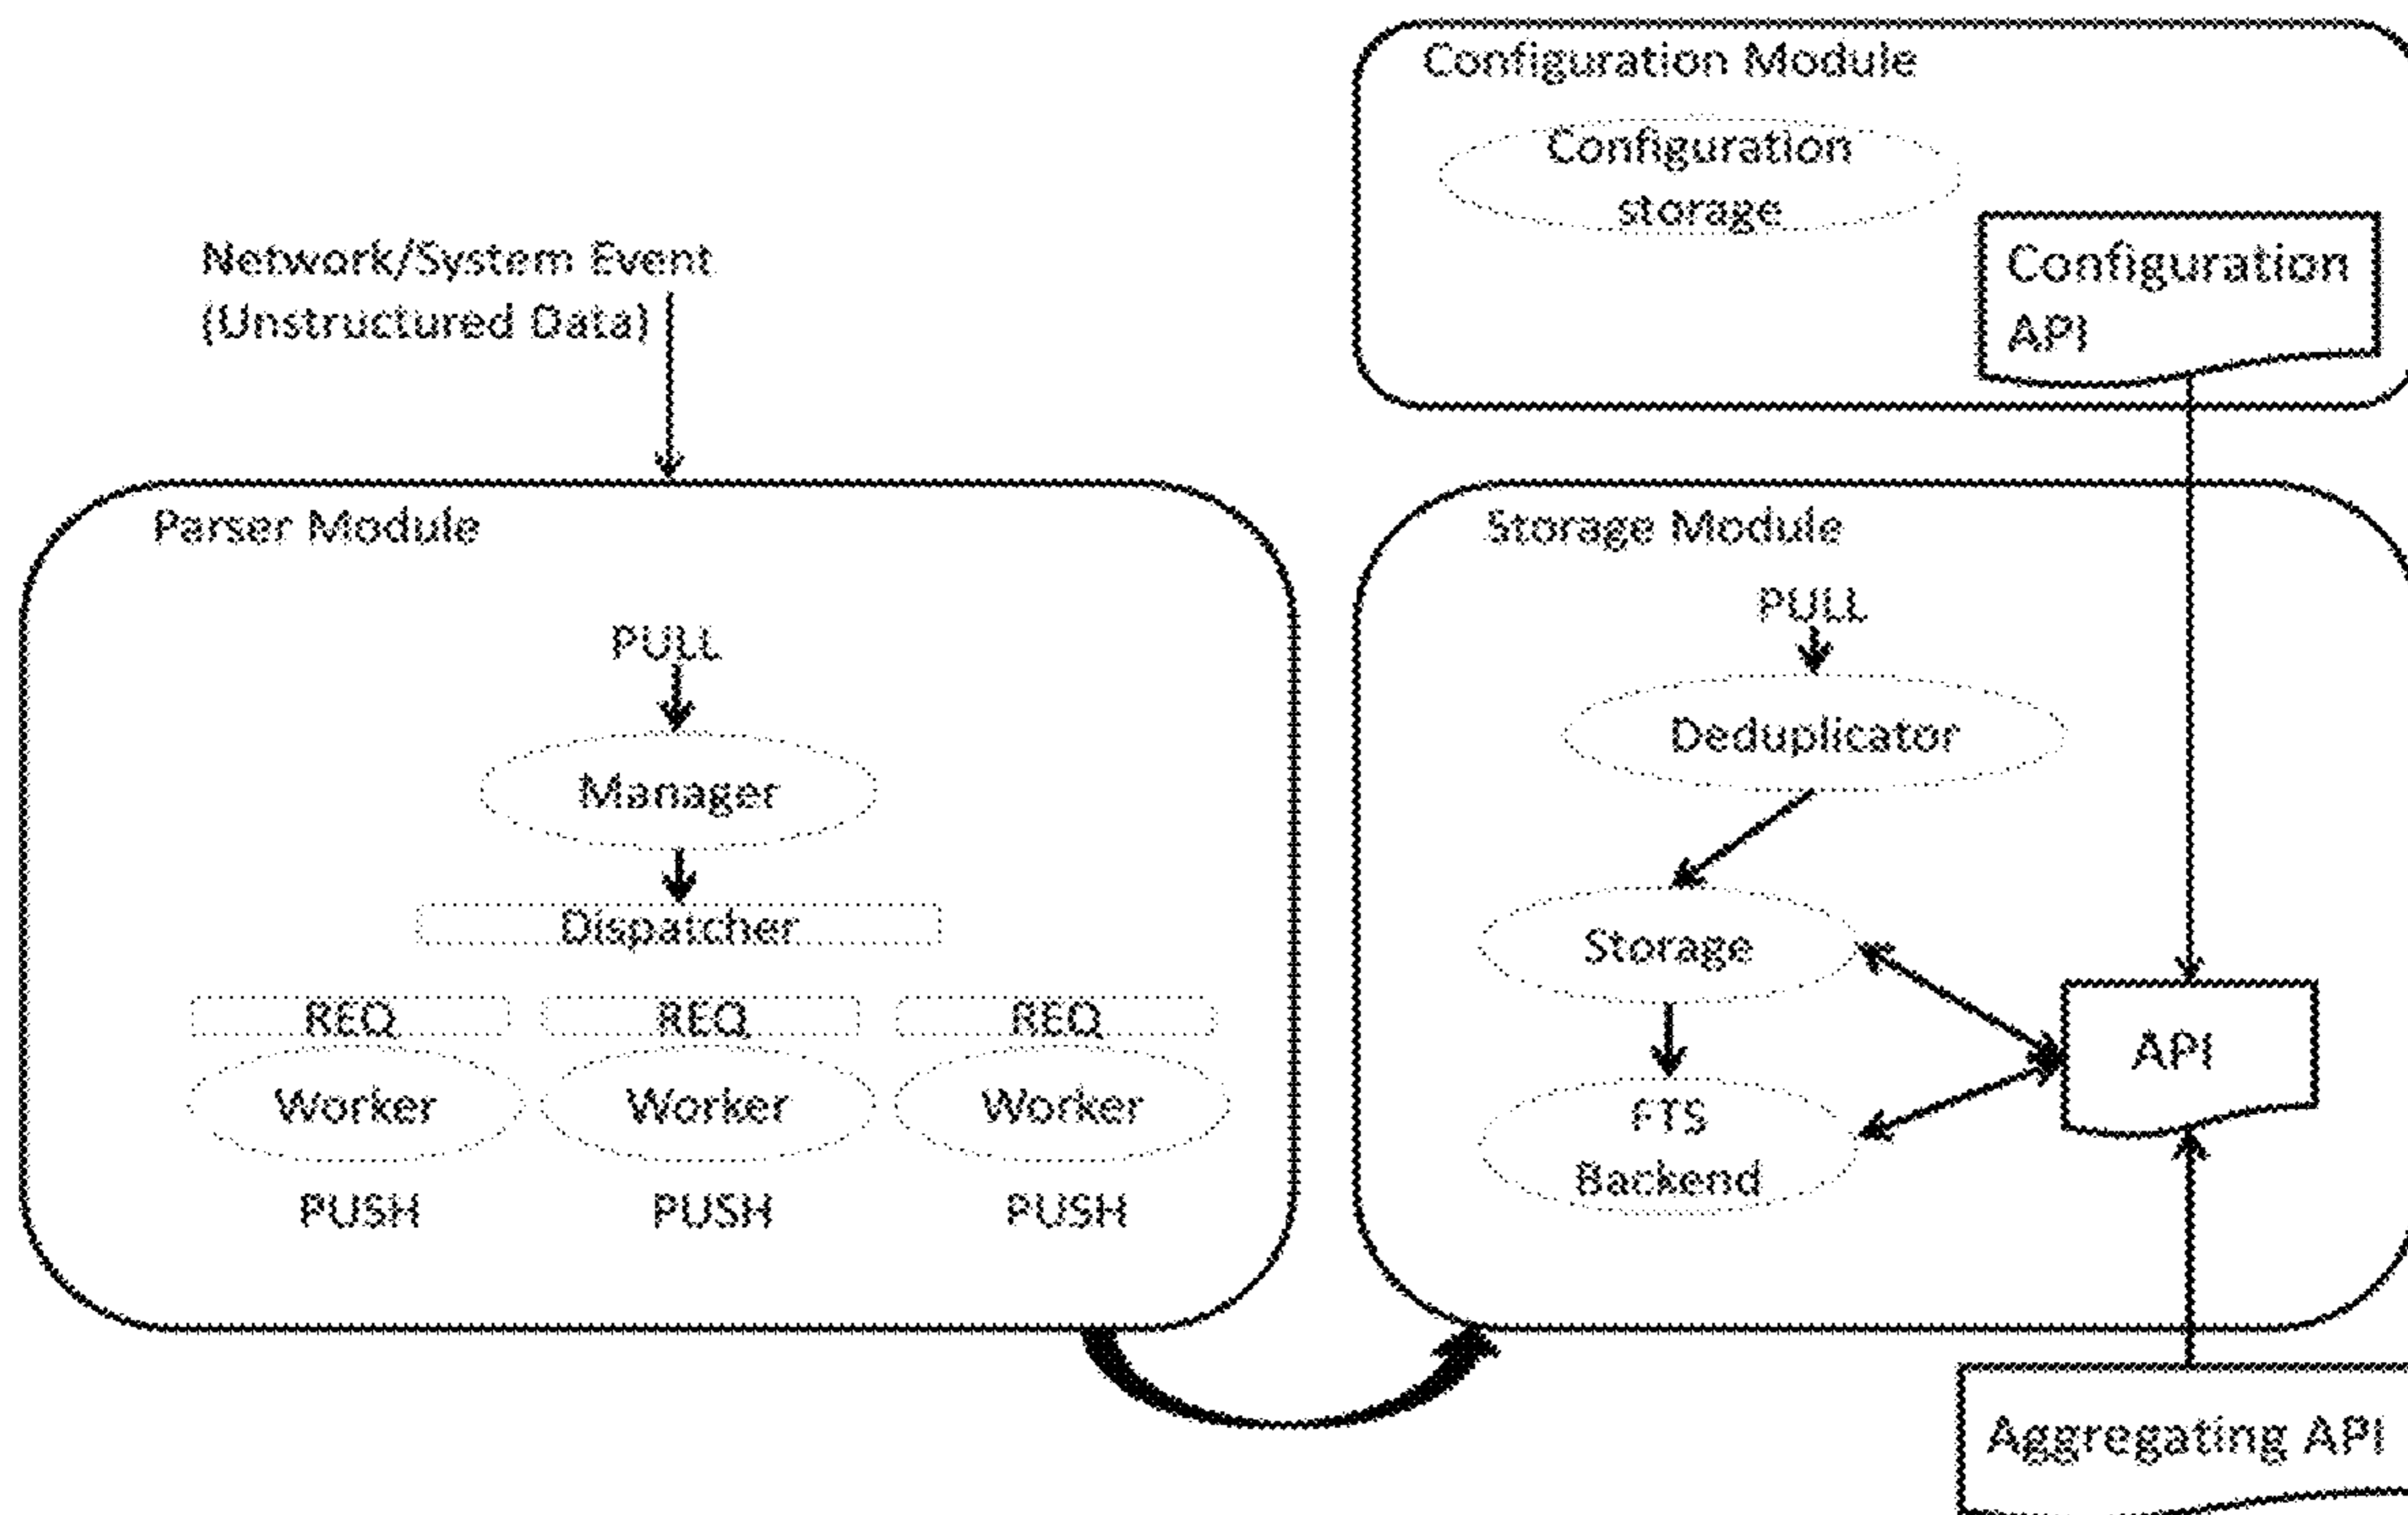 Configuration Module
Configuration
storage
Configuration
API
Network/System Event
(Unstructured Data)
Parser Module
PULL
Manager
Dispatcher
REQ REQ REQ
Worker Worker Worker
PUSH PUSH PUSH
Storage Module
PULL
Deduplicator
Storage
FTS
Backend
API
Aggregating API